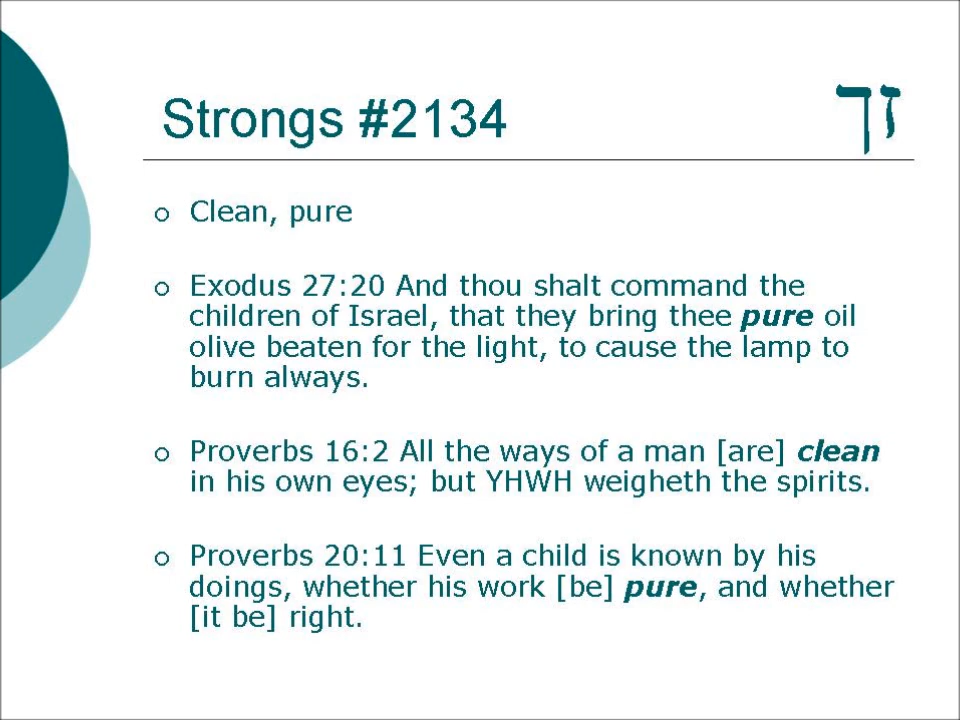 Strongs #2134 זך
Clean, pure
Exodus 27:20 And thou shalt command the
children of Israel, that they bring thee pure oil
olive beaten for the light, to cause the lamp to
burn always.
Proverbs 16:2 All the ways of a man [are] clean
in his own eyes; but YHWH weigheth the spirits.
Proverbs 20:11 Even a child is known by his
doings, whether his work [be] pure, and whether
[it be] right.